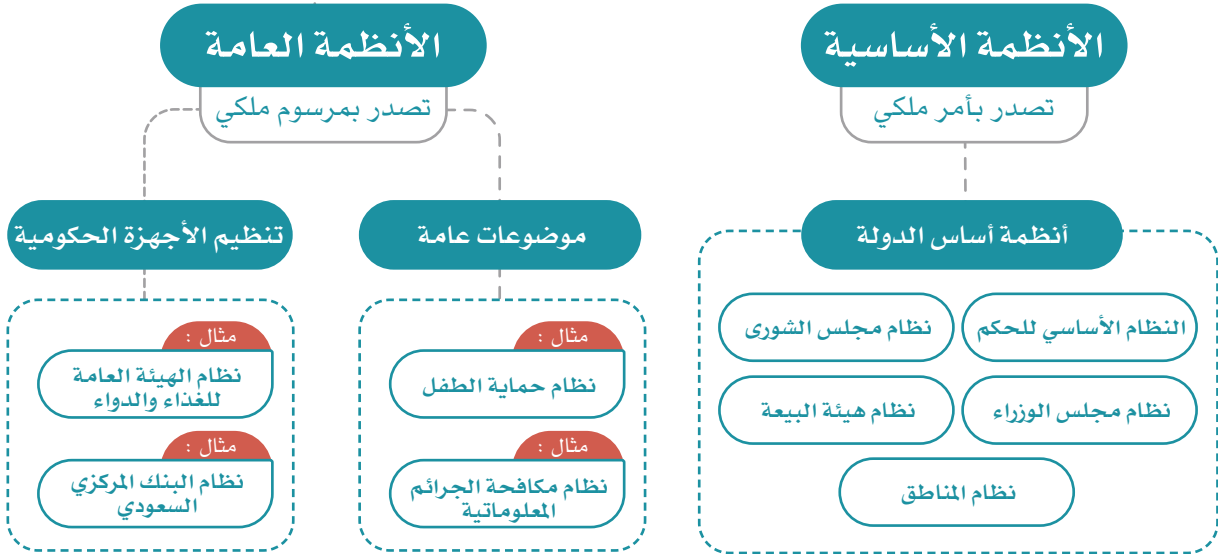 الأنظمة الأساسية
تصدر بأمر ملكي
أنظمة أساس الدولة
النظام الأساسي للحكم
نظام مجلس الشورى
نظام مجلس الوزراء
نظام هيئة البيعة
نظام المناطق
الأنظمة العامة
تصدر بمرسوم ملكي
موضوعات عامة
مثال :
نظام حماية الطفل
مثال :
نظام مكافحة الجرائم
المعلوماتية
تنظيم الأجهزة الحكومية
مثال :
نظام الهيئة العامة
للغذاء والدواء
مثال :
نظام البنك المركزي
السعودي